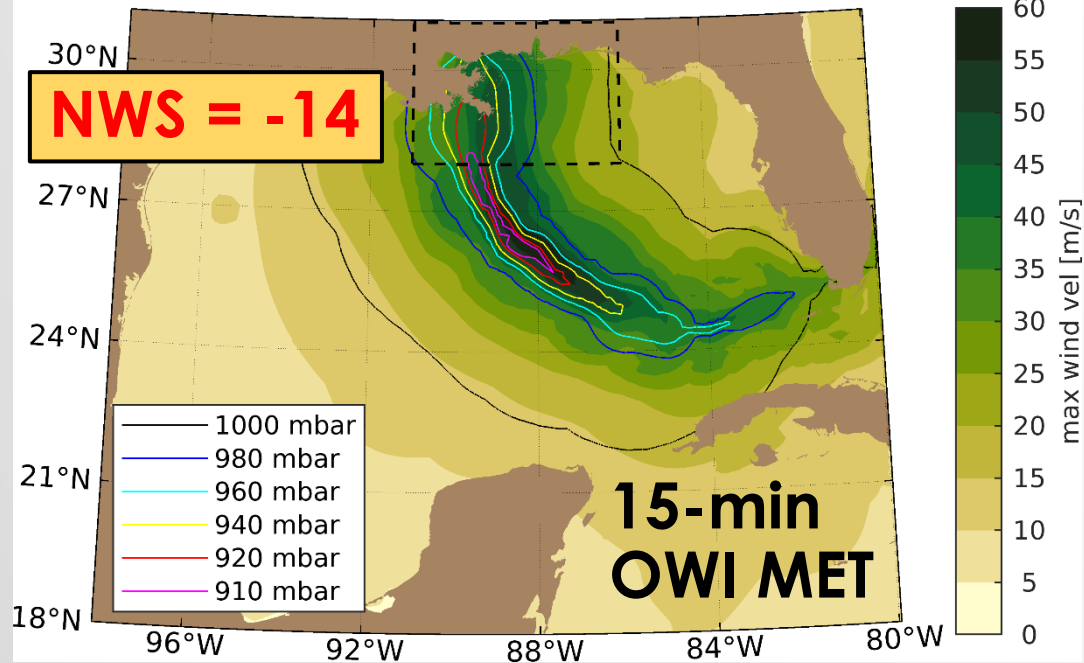 30°N
NWS = -14
27°N
24°N
21°N
18°N
1000 mbar
980 mbar
960 mbar
940 mbar
920 mbar
910 mbar
15-min
OWI MET
96°W
92°W
88°W
84°W
80°W
60
55
50
45
40
35
30
25
20
15
10
5
0
max wind vel [m/s]